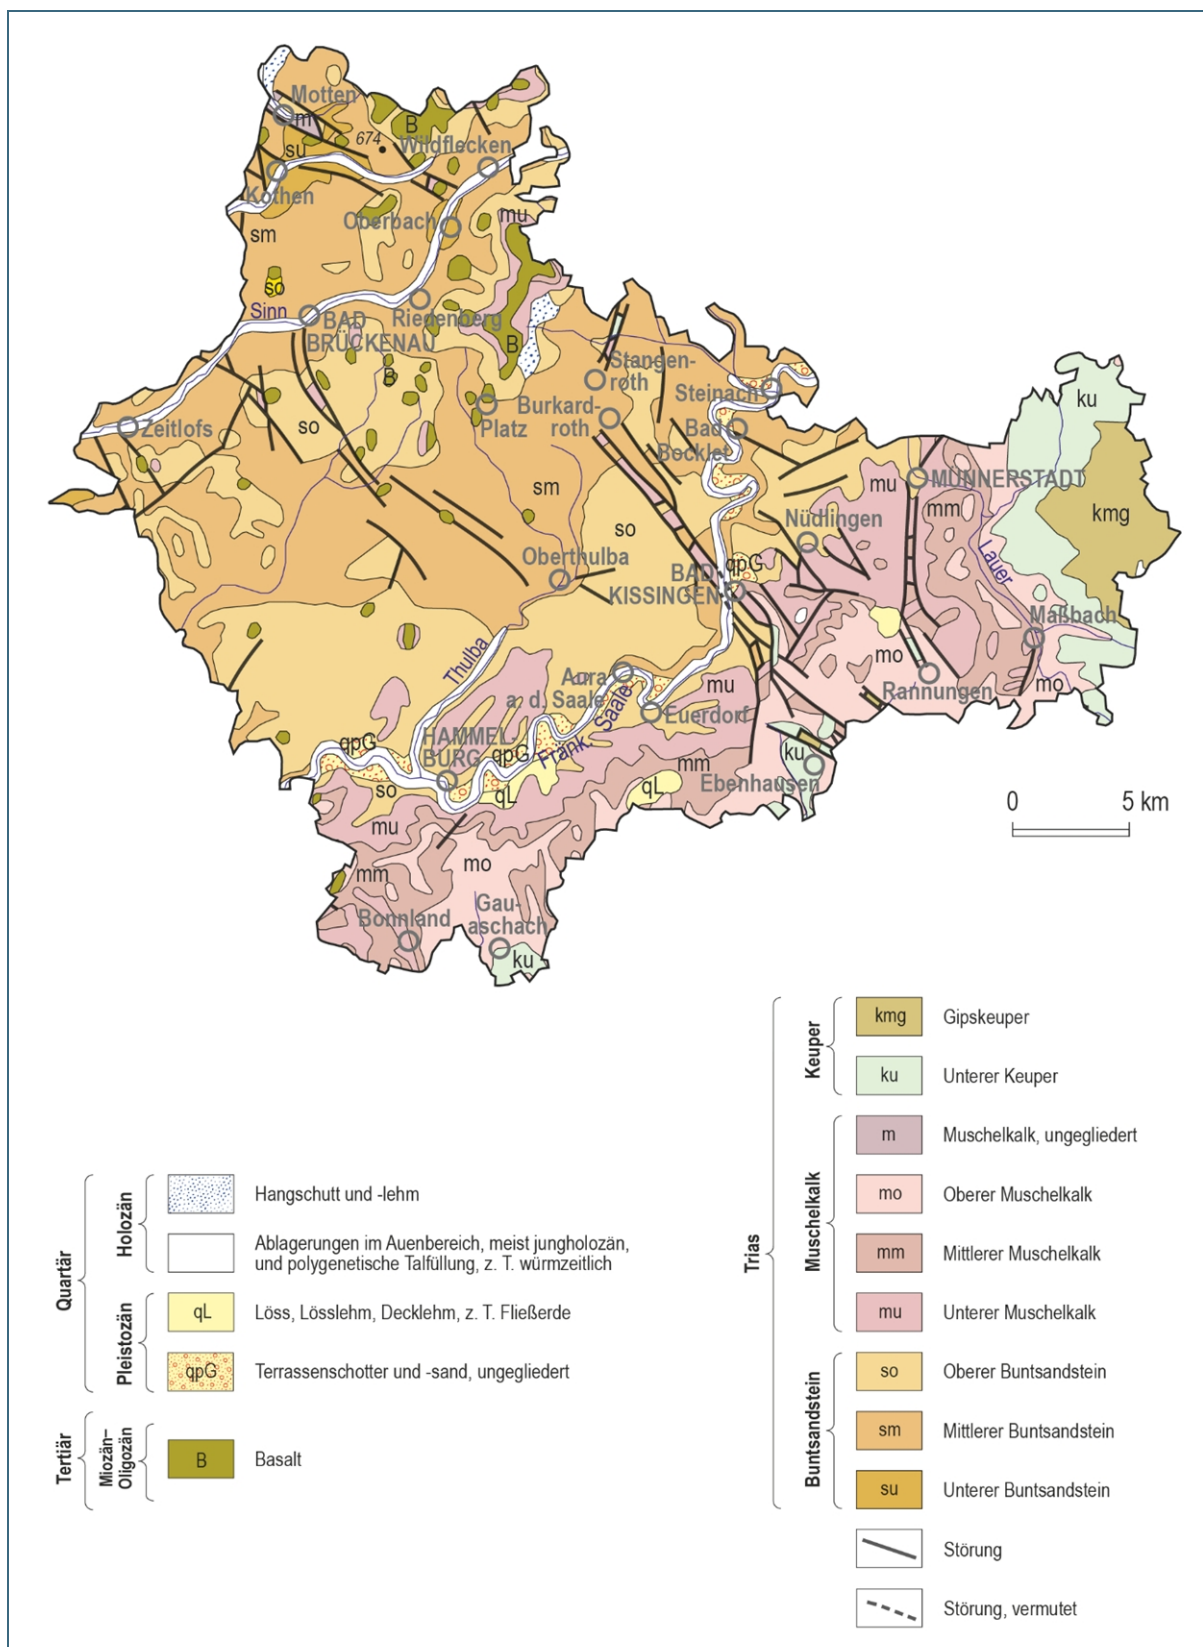 Motten
m
B
674
Wildflecken
su
Kothen
Oberbach
mu
sm
so
Sinn
BAD
BRÜCKENAU
Riedenberg
B
B
Stangen-
roth
Steinach
ku
Zeitlofs
so
Platz
Burkard-
roth
Bad
Bocklet
mu
MÜNNERSTADT
sm
mm
kmg
so
Nüdlingen
Lauer
Oberthulba
qpG
BAD
KISSINGEN
Maßbach
mo
Thulba
Aura
a. d. Saale
mu
Rannungen
mo
Euerdorf
Fränk. Saale
qpG
HAMMEL-
BURG
qpG
mm
ku
Ebenhausen
so
qL
qL
mu
mo
mm
Bonnland
Gau-
aschach
ku
0 5 km
Quartär
Holozän
Hangschutt und -lehm
Ablagerungen im Auenbereich, meist jungholozän,
und polygenetische Talfüllung, z. T. würmzeitlich
Pleistozän
qL Löss, Lösslehm, Decklehm, z. T. Fließerde
qpG Terrassenschotter und -sand, ungegliedert
Tertiär
Miozän–
Oligozän
B Basalt
Trias
Keuper
kmg Gipskeuper
ku Unterer Keuper
Muschelkalk
m Muschelkalk, ungegliedert
mo Oberer Muschelkalk
mm Mittlerer Muschelkalk
mu Unterer Muschelkalk
Buntsandstein
so Oberer Buntsandstein
sm Mittlerer Buntsandstein
su Unterer Buntsandstein
Störung
Störung, vermutet